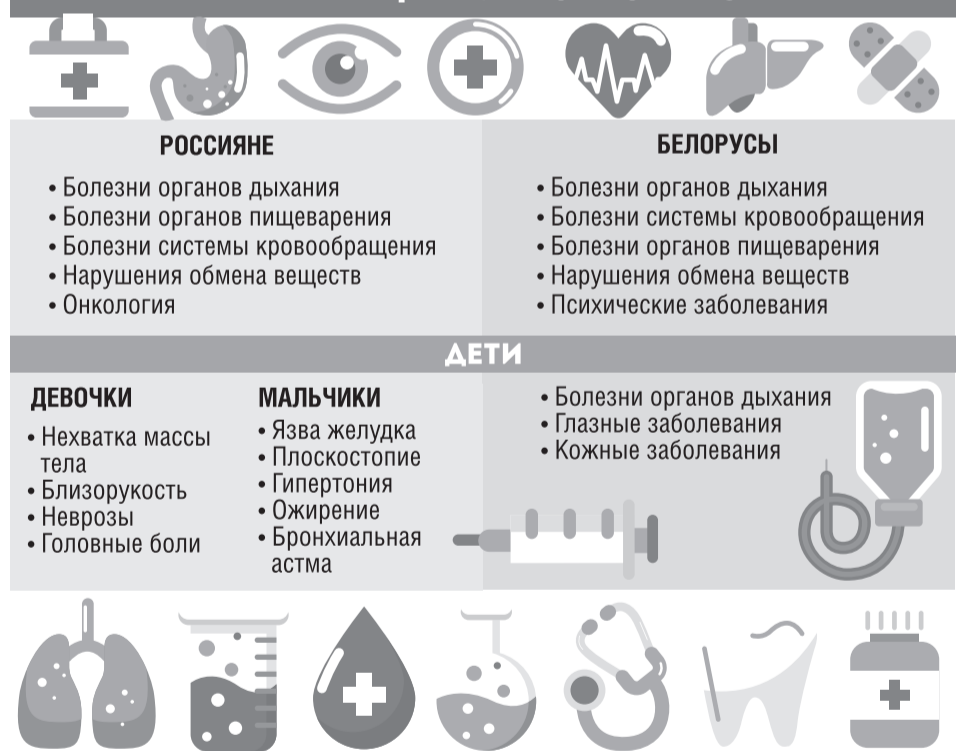 РОССИЯНЕ
• Болезни органов дыхания
• Болезни органов пищеварения
• Болезни системы кровообращения
• Нарушения обмена веществ
• Онкология
БЕЛОРУСЫ
• Болезни органов дыхания
• Болезни системы кровообращения
• Болезни органов пищеварения
• Нарушения обмена веществ
• Психические заболевания
ДЕТИ
ДЕВОЧКИ
• Нехватка массы
тела
• Близорукость
• Неврозы
• Головные боли
МАЛЬЧИКИ
• Язва желудка
• Плоскостопие
• Гипертония
• Ожирение
• Бронхиальная
астма
• Болезни органов дыхания
• Глазные заболевания
• Кожные заболевания